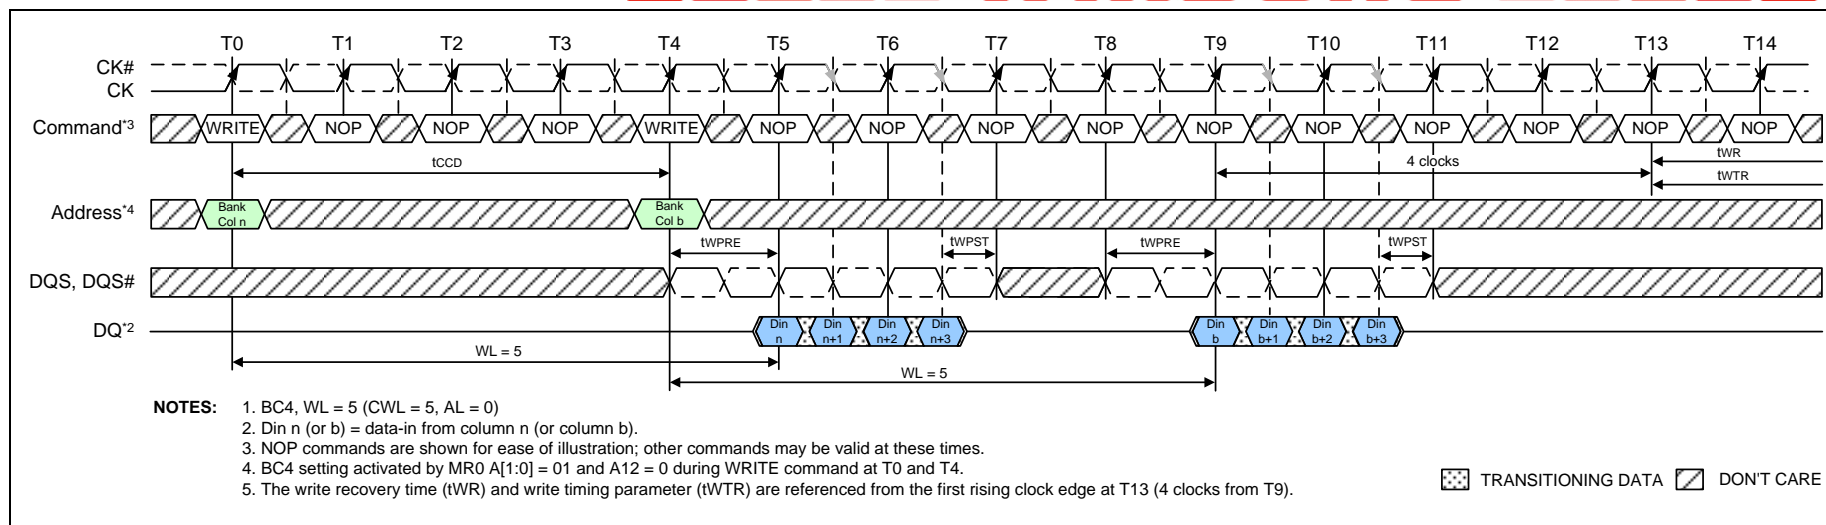 T0 T1 T2 T3 T4 T5 T6 T7 T8 T9 T10 T11 T12 T13 T14
CK#
CK
Command*3 WRITE NOP NOP NOP WRITE NOP NOP NOP NOP NOP NOP NOP NOP NOP NOP
tCCD 4 clocks tWR
tWTR
Address*4 Bank Col n Bank Col b
tWPRE tWPST tWPRE tWPST
DQS, DQS#
DQ*2 Din n Din n+1 Din n+2 Din n+3 Din b Din b+1 Din b+2 Din b+3
WL = 5
WL = 5
NOTES: 1. BC4, WL = 5 (CWL = 5, AL = 0)
2. Din n (or b) = data-in from column n (or column b).
3. NOP commands are shown for ease of illustration; other commands may be valid at these times.
4. BC4 setting activated by MR0 A[1:0] = 01 and A12 = 0 during WRITE command at T0 and T4.
5. The write recovery time (tWR) and write timing parameter (tWTR) are referenced from the first rising clock edge at T13 (4 clocks from T9).
TRANSITIONING DATA DON'T CARE